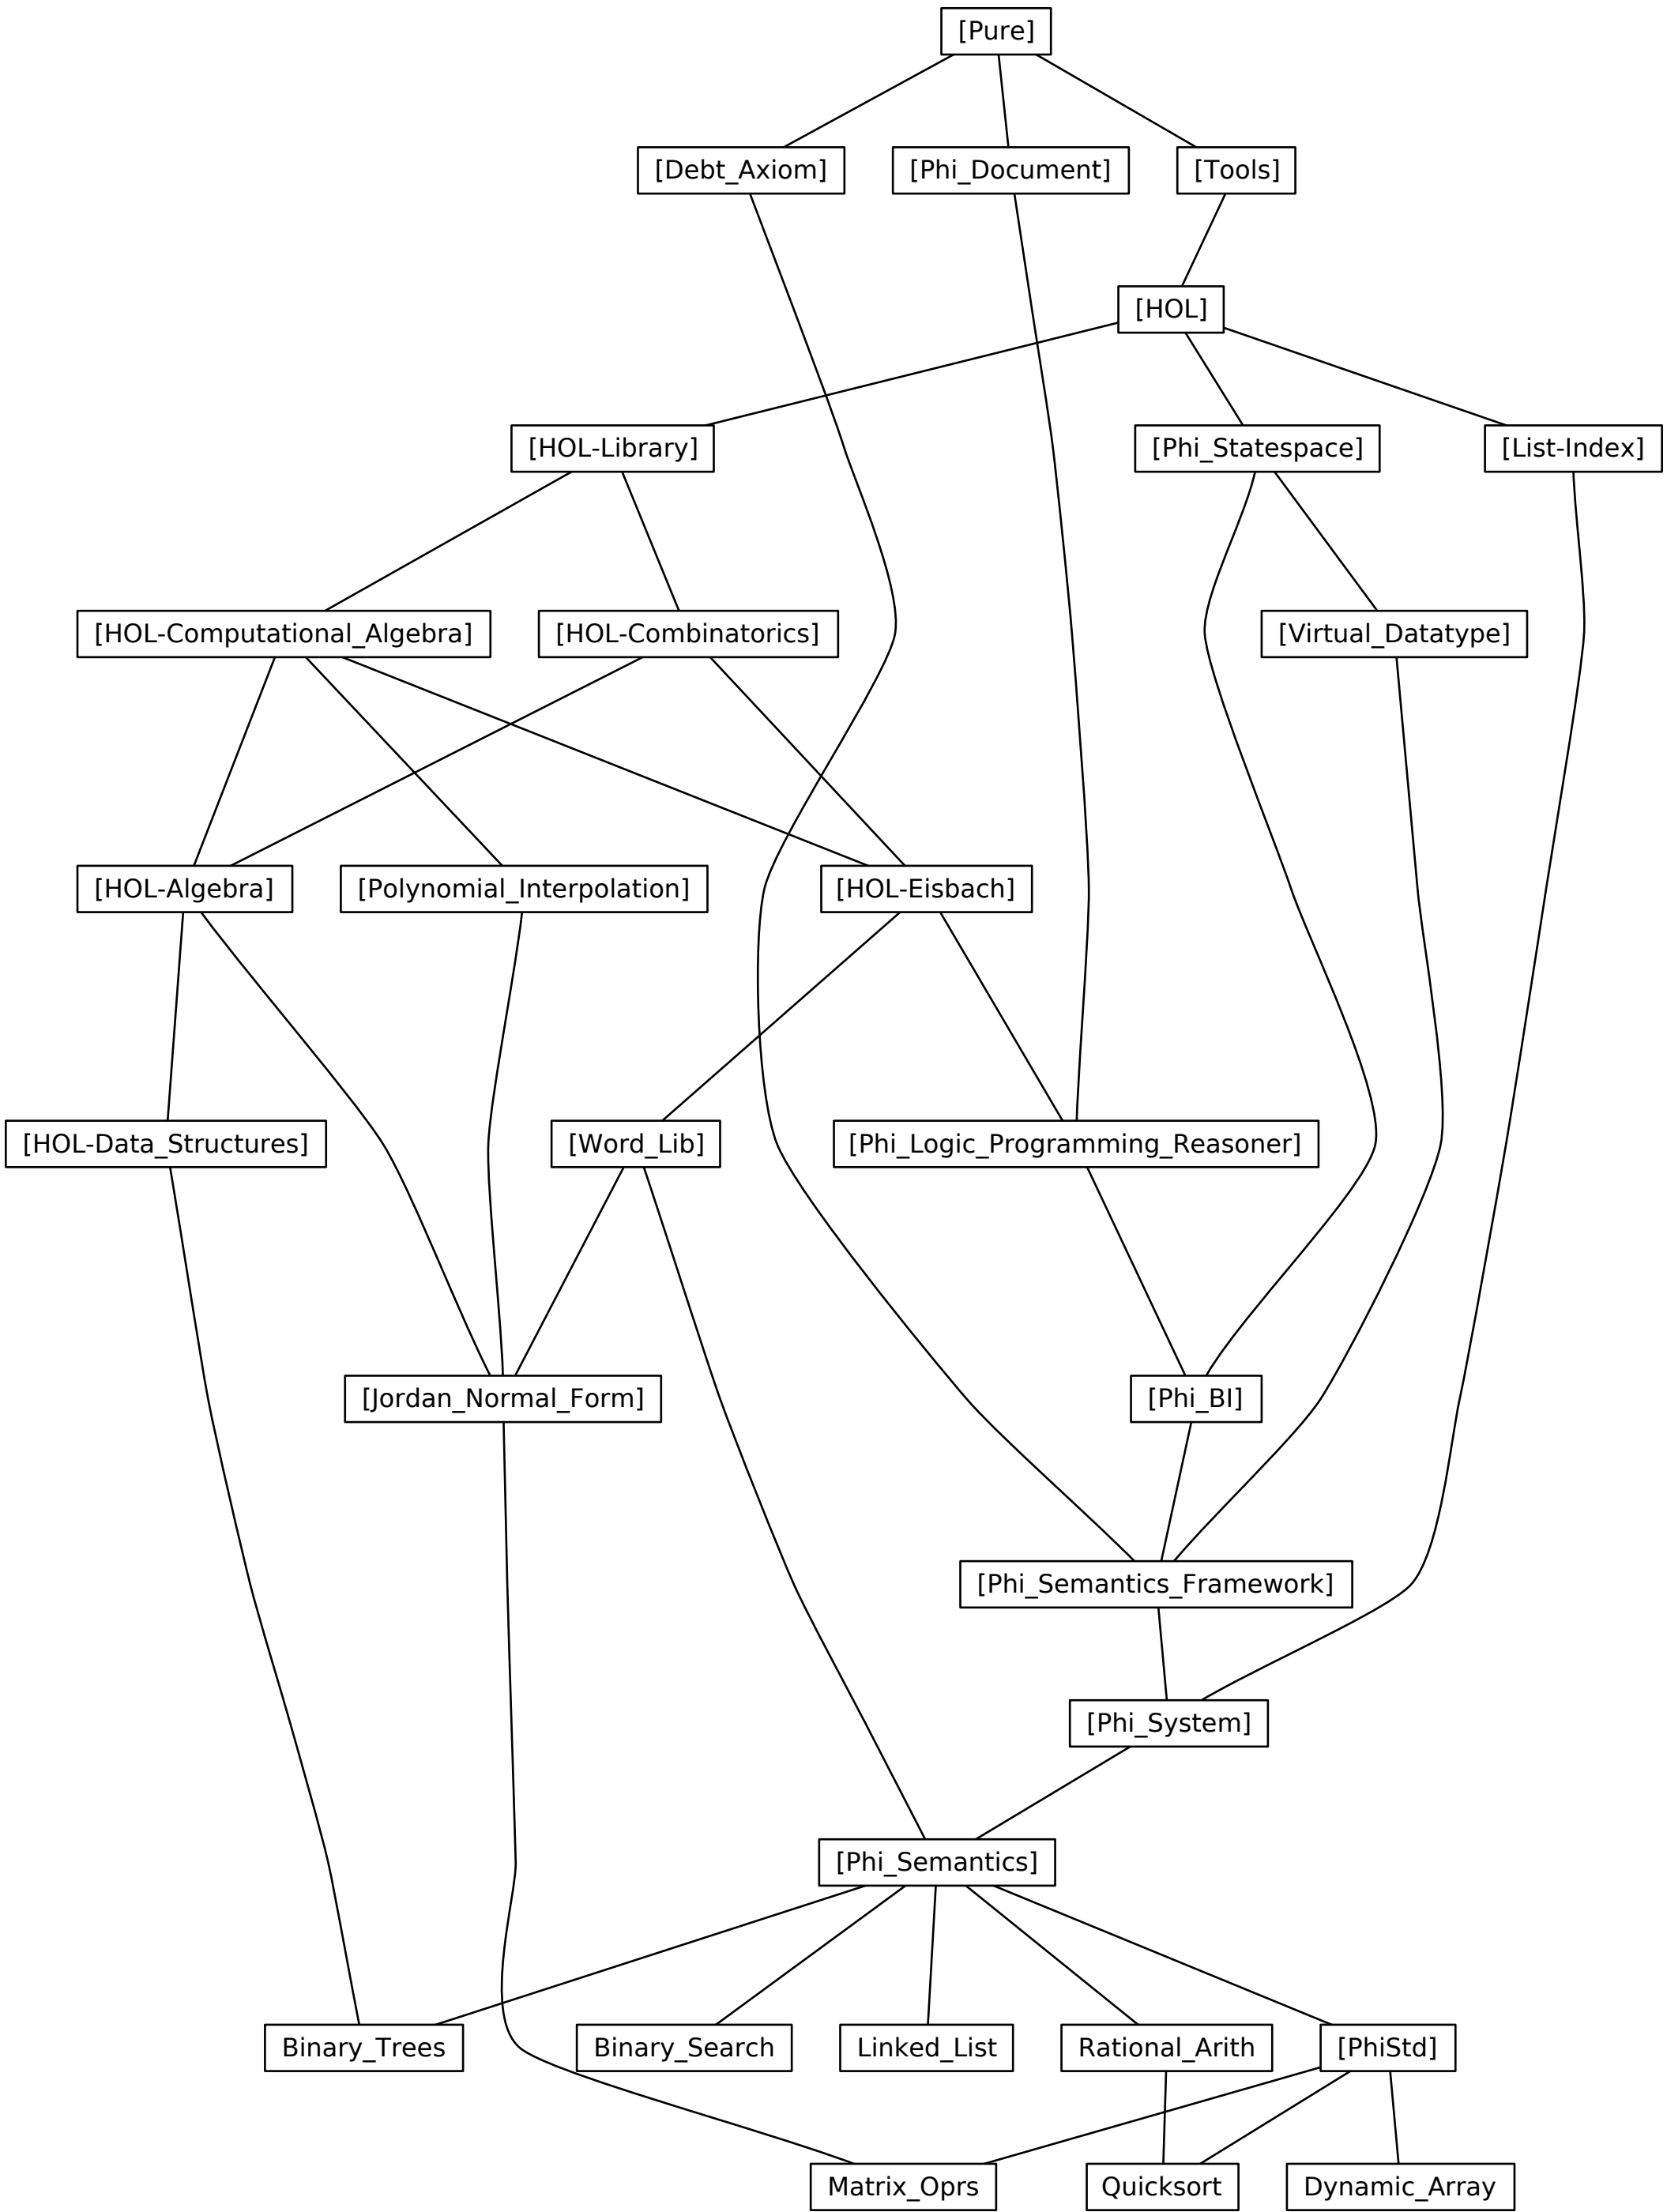 [Pure]
[Debt_Axiom]
[Phi_Document]
[Tools]
[HOL]
[HOL-Library]
[Phi_Statespace]
[List-Index]
[HOL-Computational_Algebra]
[HOL-Combinatorics]
[Virtual_Datatype]
[HOL-Algebra]
[Polynomial_Interpolation]
[HOL-Eisbach]
[HOL-Data_Structures]
[Word_Lib]
[Phi_Logic_Programming_Reasoner]
[Jordan_Normal_Form]
[Phi_BI]
[Phi_Semantics_Framework]
[Phi_System]
[Phi_Semantics]
Binary_Trees
Binary_Search
Linked_List
Rational_Arith
[PhiStd]
Matrix_Oprs
Quicksort
Dynamic_Array